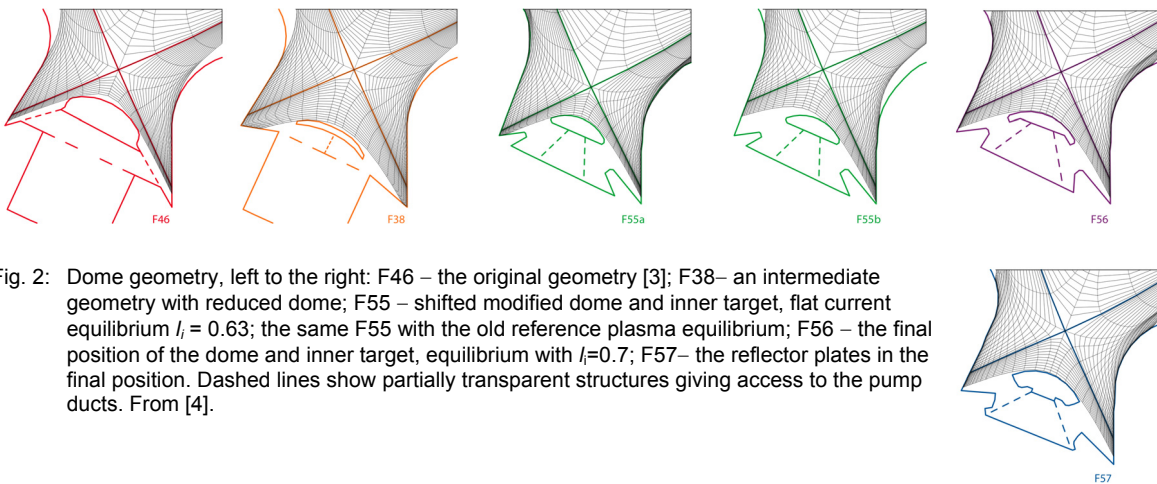 F46
F38
F55a
F55b
F56
Fig. 2: Dome geometry, left to the right: F46 – the original geometry [3]; F38– an intermediate
geometry with reduced dome; F55 – shifted modified dome and inner target, flat current
equilibrium li = 0.63; the same F55 with the old reference plasma equilibrium; F56 – the final
position of the dome and inner target, equilibrium with li=0.7; F57– the reflector plates in the
final position. Dashed lines show partially transparent structures giving access to the pump
ducts. From [4].
F57